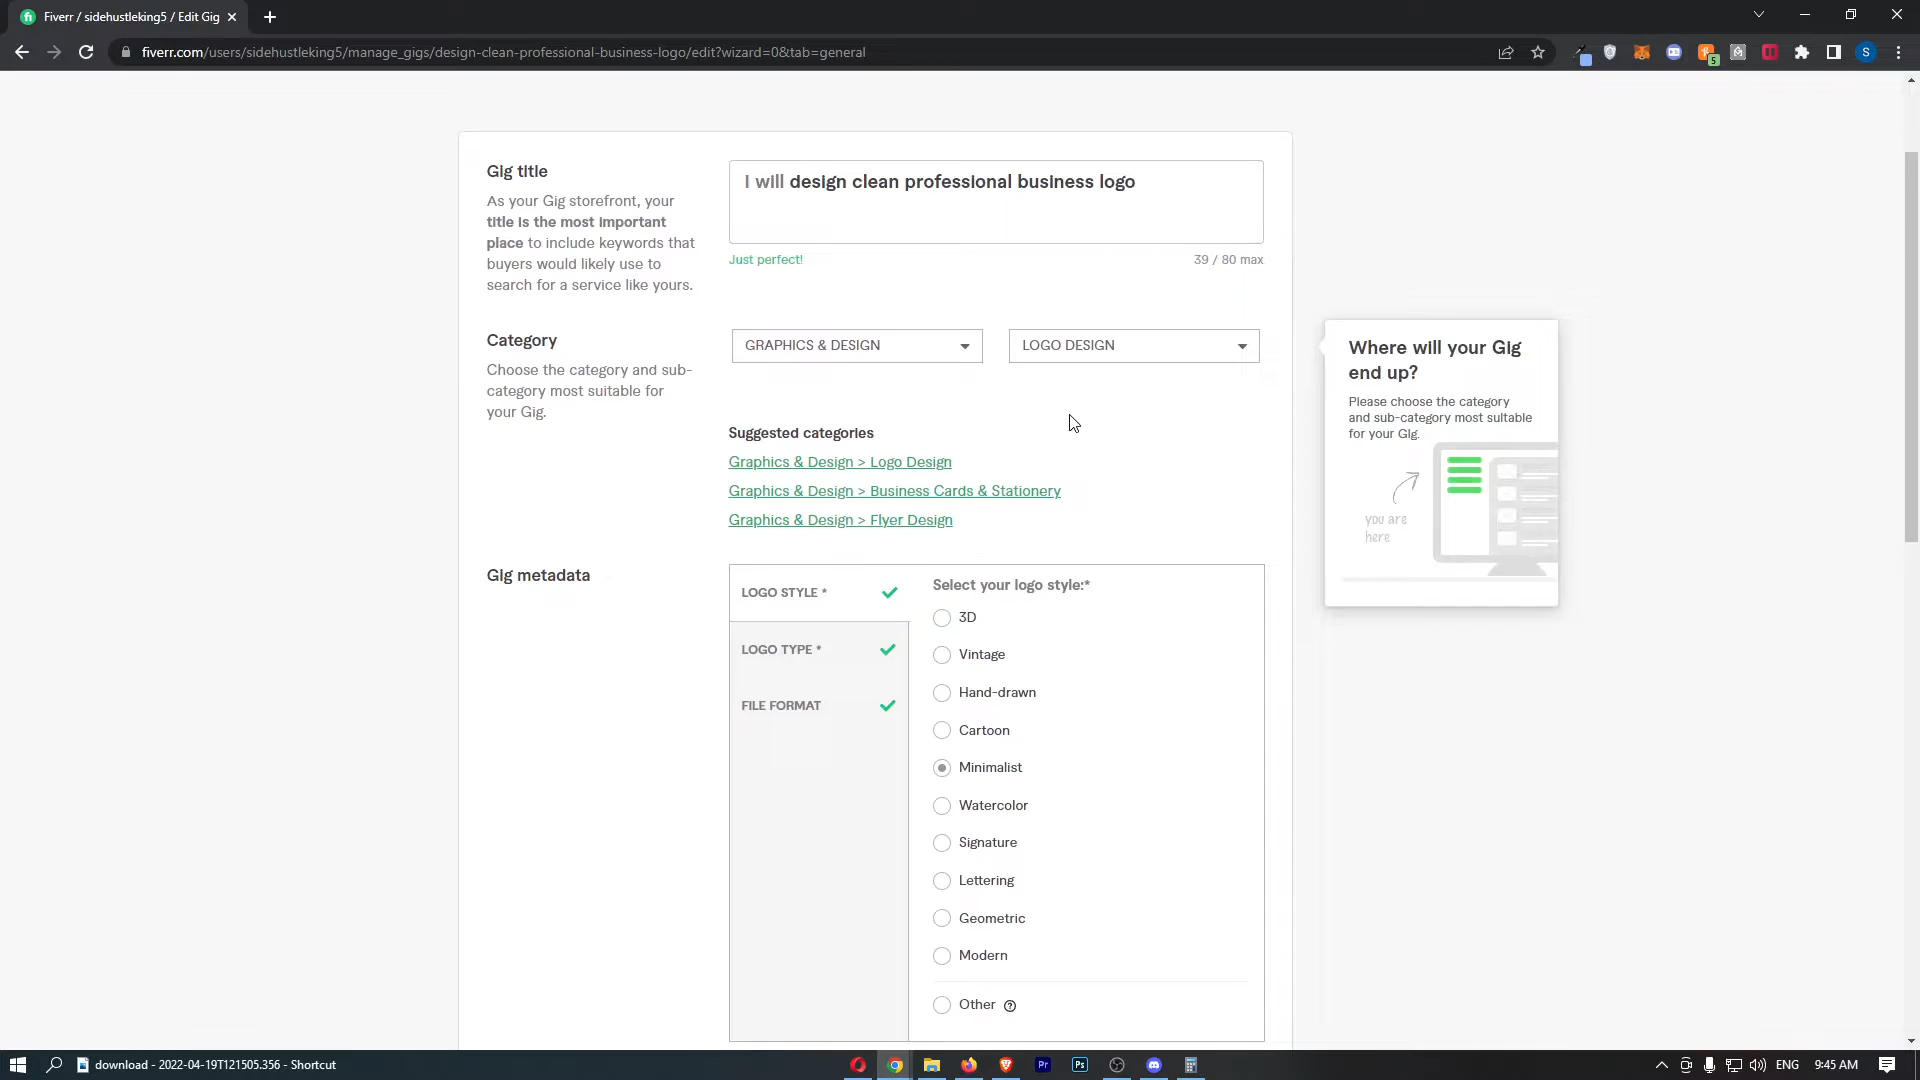 Fiverr / sidehustleking5 / Edit Gig
fiverr.com/users/sidehustleking5/manage_gigs/design-clean-professional-business-logo/edit?wizard=0&tab=general
5
S
Gig title
As your Gig storefront, your
title is the most important
place to include keywords that
buyers would likely use to
search for a service like yours.
I will design clean professional business logo
Just perfect!
39 / 80 max
Category
Choose the category and sub-
category most suitable for
your Gig.
GRAPHICS & DESIGN
LOGO DESIGN
Suggested categories
Graphics & Design > Logo Design
Graphics & Design > Business Cards & Stationery
Graphics & Design > Flyer Design
Where will your Gig
end up?
Please choose the category
and sub-category most suitable
for your Gig.
you are
here
Gig metadata
LOGO STYLE *
LOGO TYPE *
FILE FORMAT
Select your logo style:*
3D
Vintage
Hand-drawn
Cartoon
Minimalist
Watercolor
Signature
Lettering
Geometric
Modern
Other
download - 2022-04-19T121505.356 - Shortcut
Pr
Ps
ENG
9:45 AM